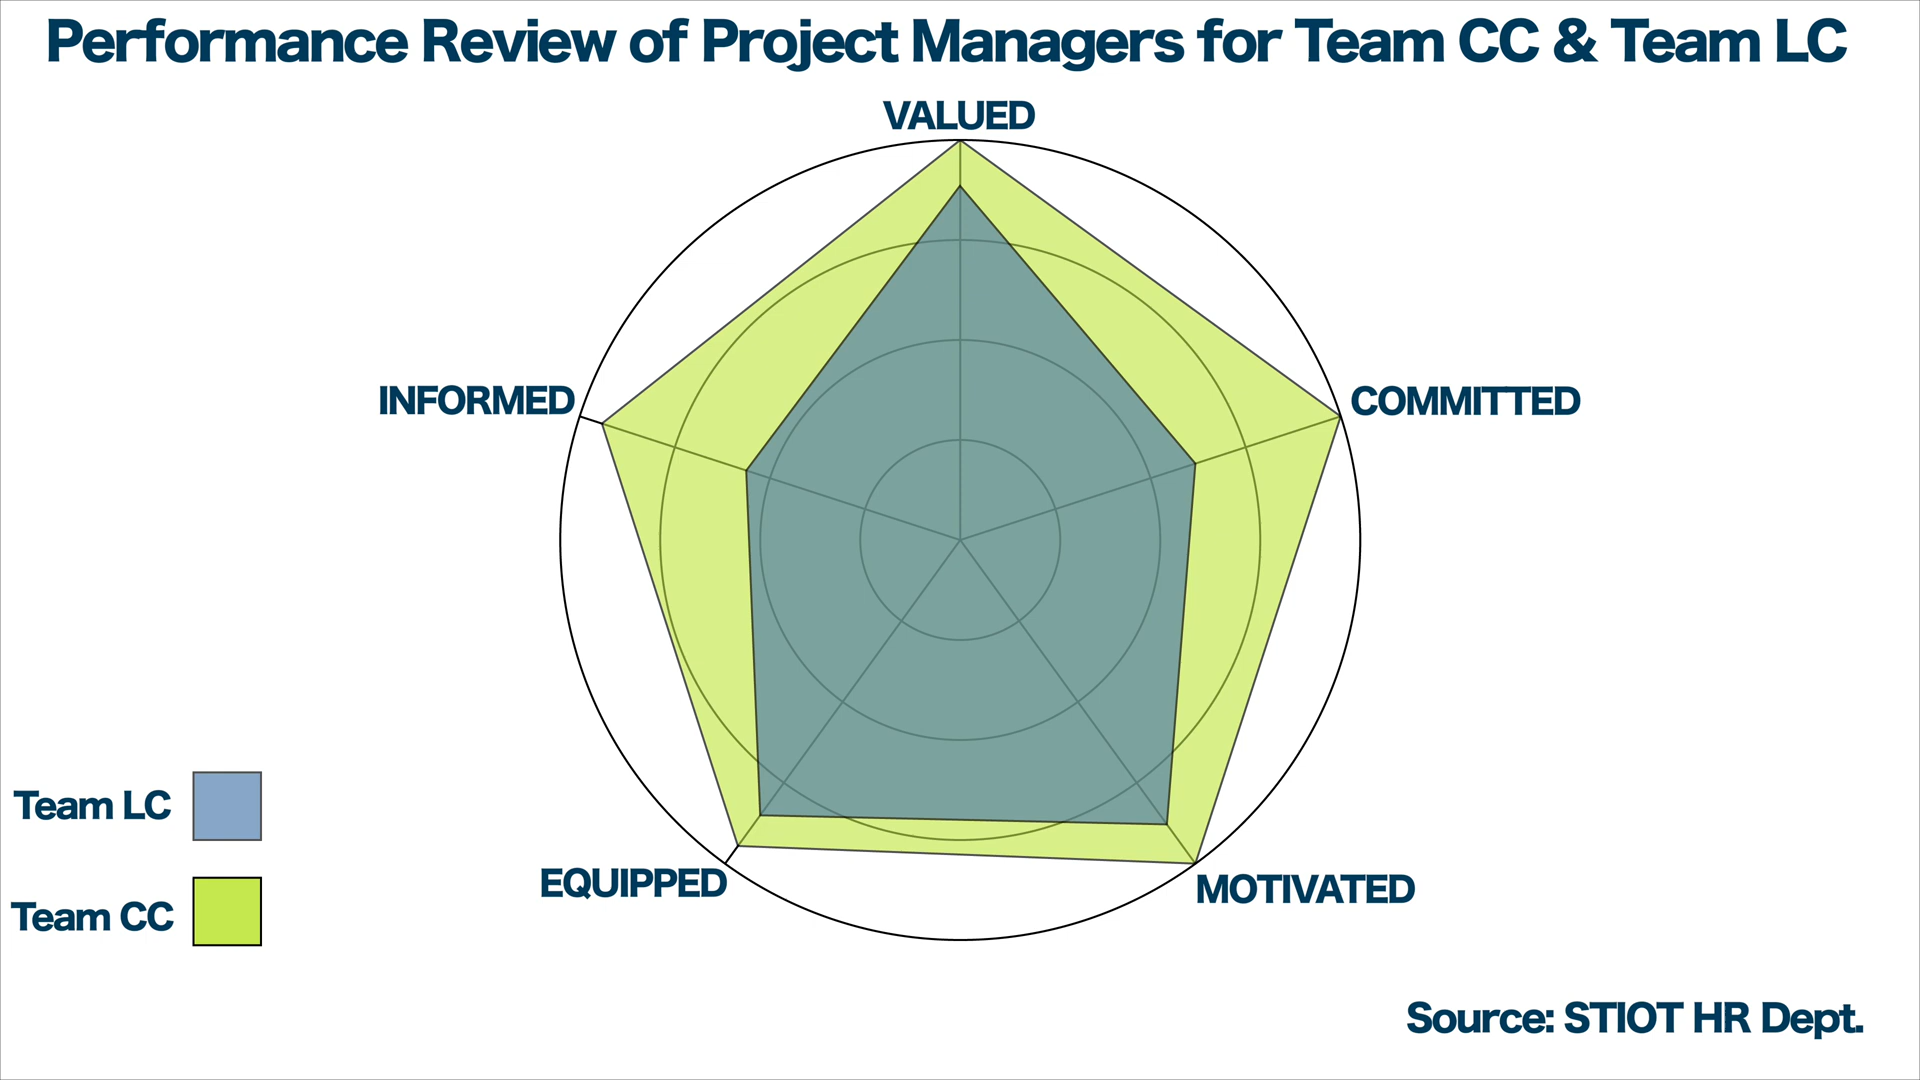 Performance Review of Project Managers for Team CC & Team LC
VALUED
INFORMED
COMMITTED
EQUIPPED
MOTIVATED
Team LC
Team CC
Source: STIOT HR Dept.